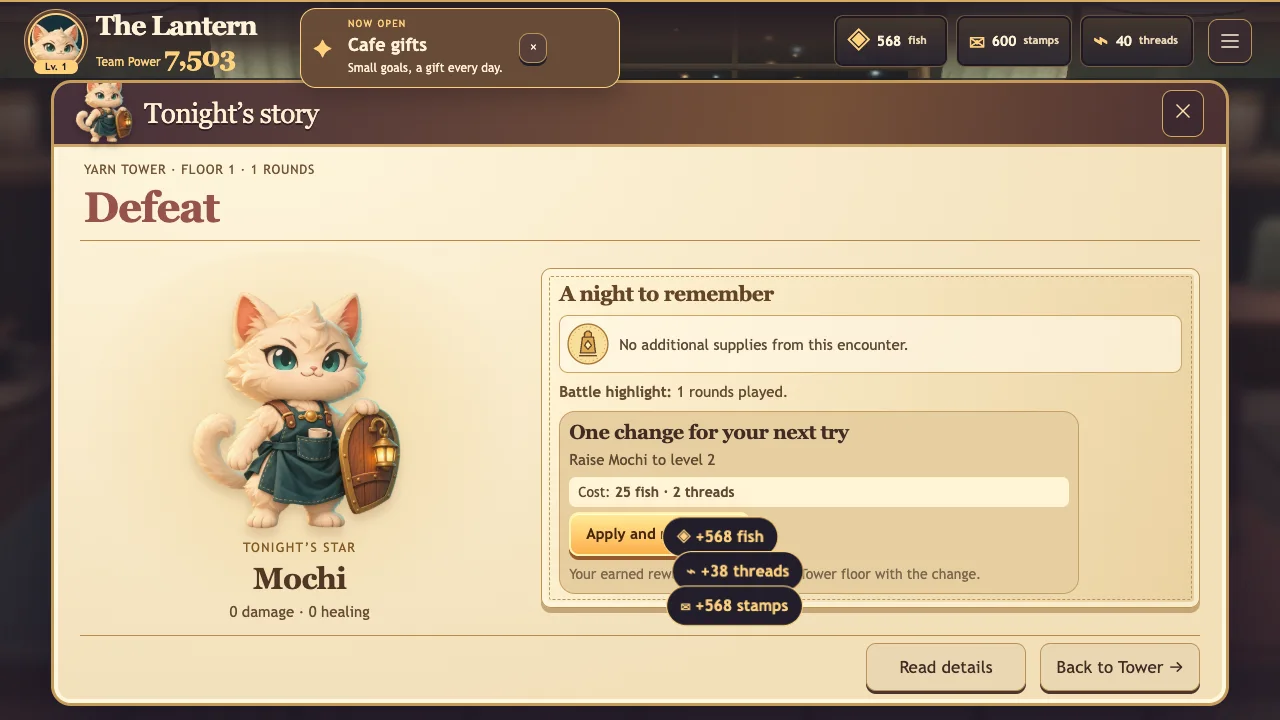 The Lantern
Team Power 7,503
Lv. 1
NOW OPEN
Cafe gifts
Small goals, a gift every day.
×
568 fish
600 stamps
40 threads
Tonight's story
YARN TOWER · FLOOR 1 · 1 ROUNDS
Defeat
TONIGHT'S STAR
Mochi
0 damage · 0 healing
A night to remember
No additional supplies from this encounter.
Battle highlight: 1 rounds played.
One change for your next try
Raise Mochi to level 2
Cost: 25 fish · 2 threads
Apply and
+568 fish
+38 threads
+568 stamps
Your earned rew
Tower floor with the change.
Read details
Back to Tower →